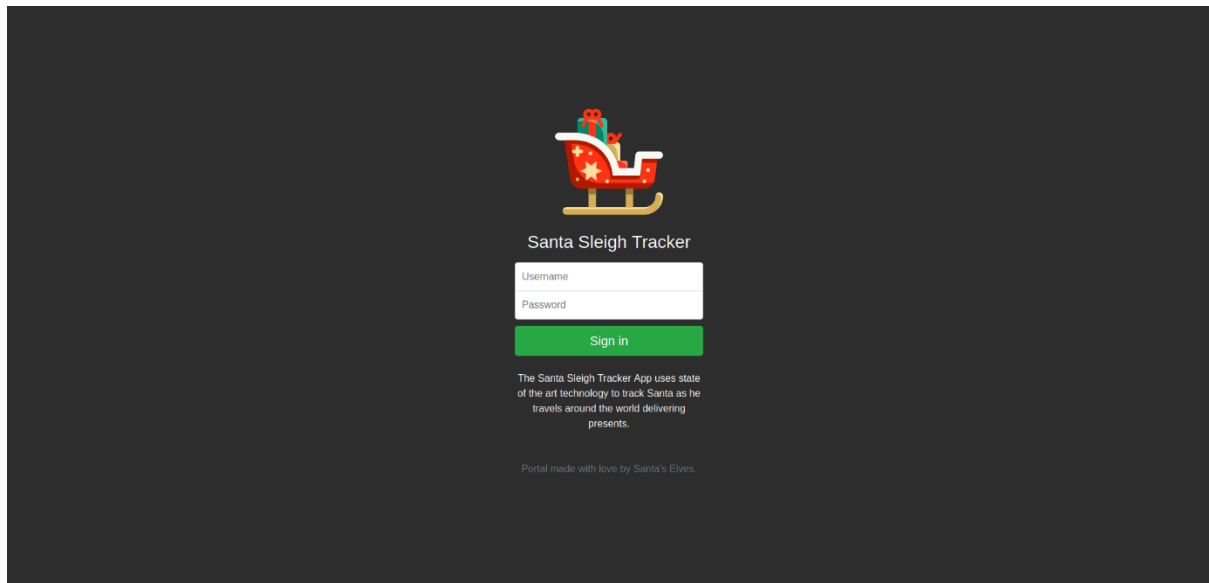 Santa Sleigh Tracker
Username
Password
Sign in
The Santa Sleigh Tracker App uses state
of the art technology to track Santa as he
travels around the world delivering
presents.
Portal made with love by Santa's Elves.